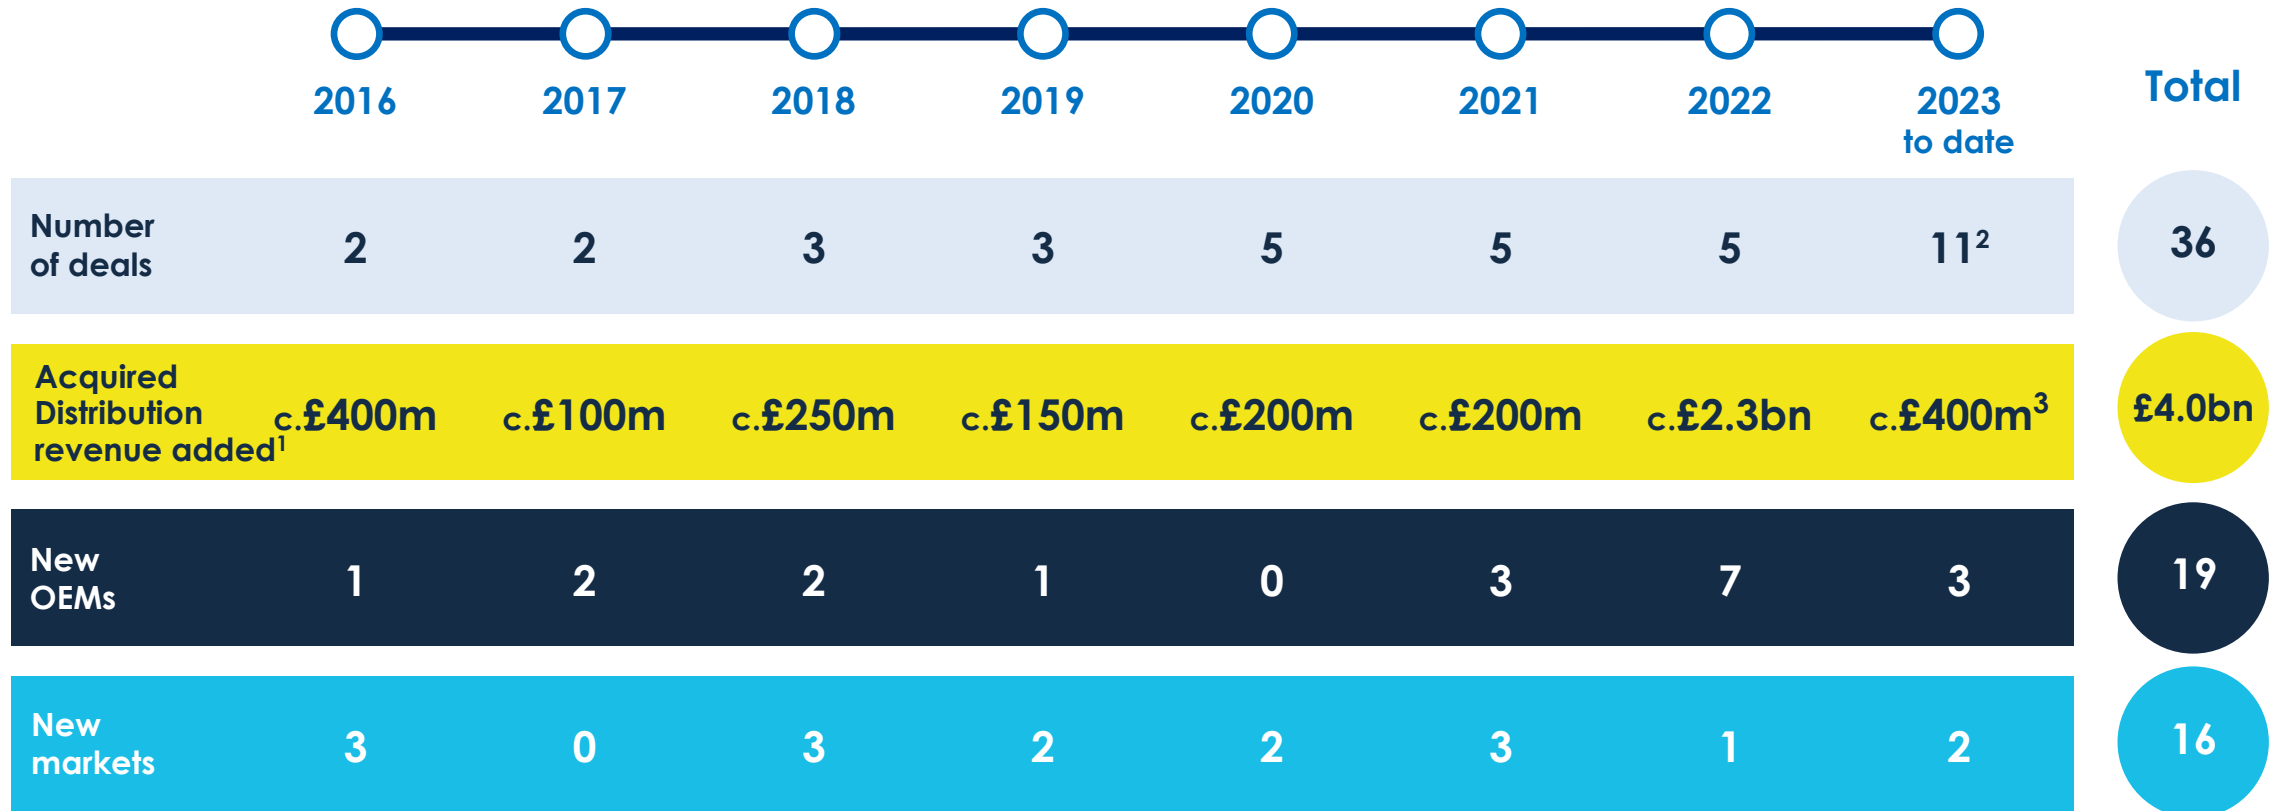 2016 2017 2018 2019 2020 2021 2022 2023 Total
to date
Number
of deals
2 2 3 3 5 5 5 11² 36
Acquired
Distribution
revenue added¹
c.£400m c.£100m c.£250m c.£150m c.£200m c.£200m c.£2.3bn c.£400m³ £4.0bn
New
OEMs
1 2 2 1 0 3 7 3 19
New
markets
3 0 3 2 2 3 1 2 16